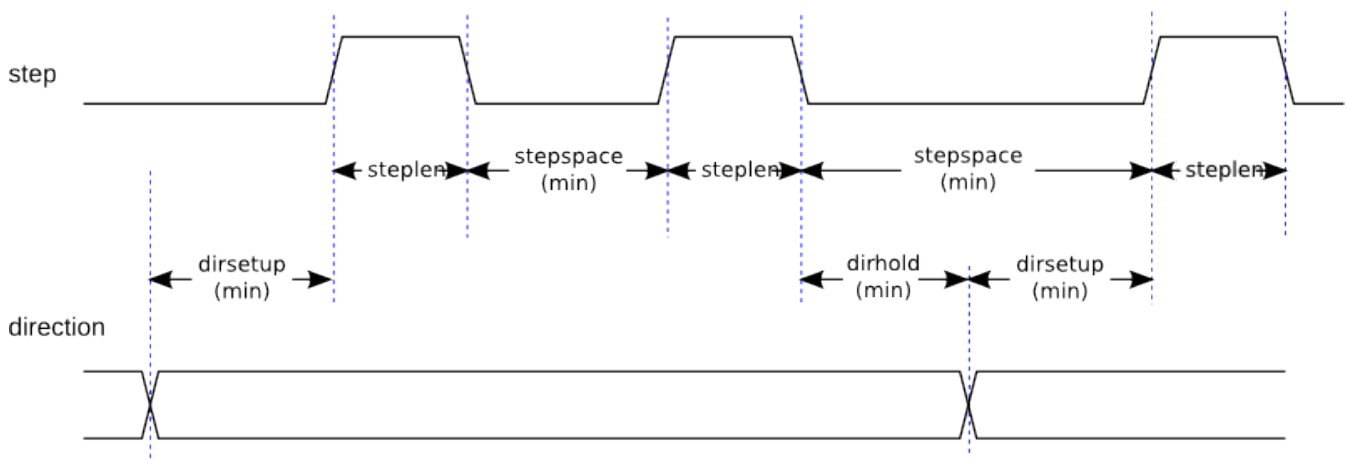 step
steplen
stepspace
(min)
steplen
stepspace
(min)
steplen
dirsetup
(min)
dirhold
(min)
dirsetup
(min)
direction